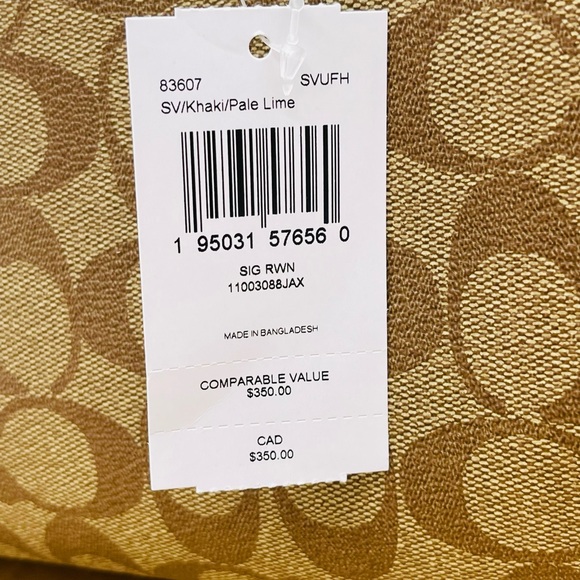 83607 SVUFH
SV/Khaki/Pale Lime
1 95031 57656 0
SIG RWN
11003088JAX
MADE IN BANGLADESH
COMPARABLE VALUE
$350.00
CAD
$350.00